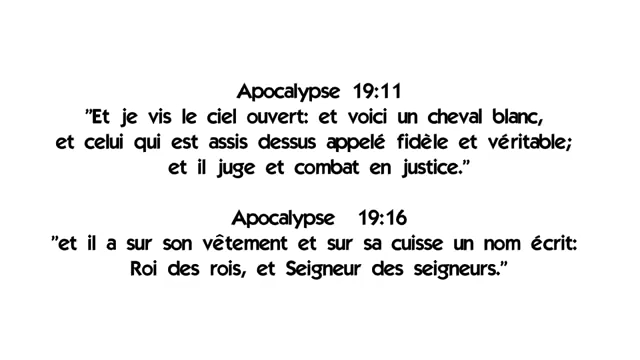 Apocalypse 19:11
"Et je vis le ciel ouvert: et voici un cheval blanc,
et celui qui est assis dessus appelé fidèle et véritable;
et il juge et combat en justice."
Apocalypse 19:16
"et il a sur son vêtement et sur sa cuisse un nom écrit:
Roi des rois, et Seigneur des seigneurs."